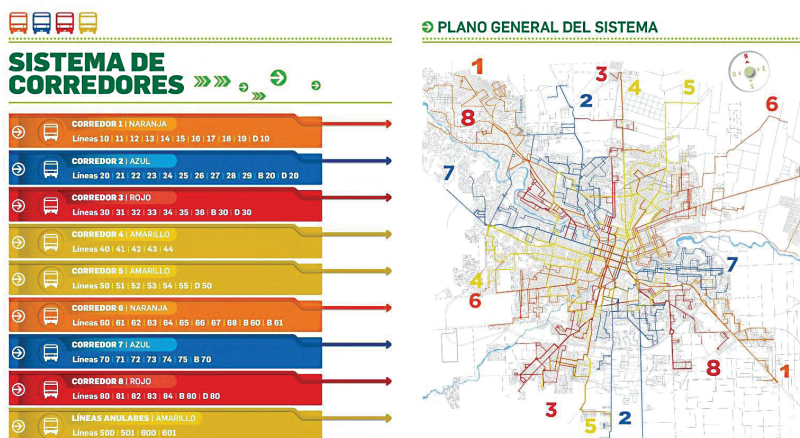 SISTEMA DE
CORREDORES
CORREDOR 1 | NARANJA
Líneas 10 | 11 | 12 | 13 | 14 | 15 | 16 | 17 | 18 | 19 | D 10
CORREDOR 2 | AZUL
Líneas 20 | 21 | 22 | 23 | 24 | 25 | 26 | 27 | 28 | 29 | B 20 | D 20
CORREDOR 3 | ROJO
Líneas 30 | 31 | 32 | 33 | 34 | 35 | 36 | B 30 | D 30
CORREDOR 4 | AMARILLO
Líneas 40 | 41 | 42 | 43 | 44
CORREDOR 5 | AMARILLO
Líneas 50 | 51 | 52 | 53 | 54 | 55 | D 50
CORREDOR 6 | NARANJA
Líneas 60 | 61 | 62 | 63 | 64 | 65 | 66 | 67 | 68 | B 60 | B 61
CORREDOR 7 | AZUL
Líneas 70 | 71 | 72 | 73 | 74 | 75 | B 70
CORREDOR 8 | ROJO
Líneas 80 | 81 | 82 | 83 | 84 | B 80 | D 80
LÍNEAS ANULARES | AMARILLO
Líneas 500 | 501 | 600 | 601
PLANO GENERAL DEL SISTEMA
N
E
S
1
3
4
5
2
6
8
7
7
4
6
8
1
3
5
2